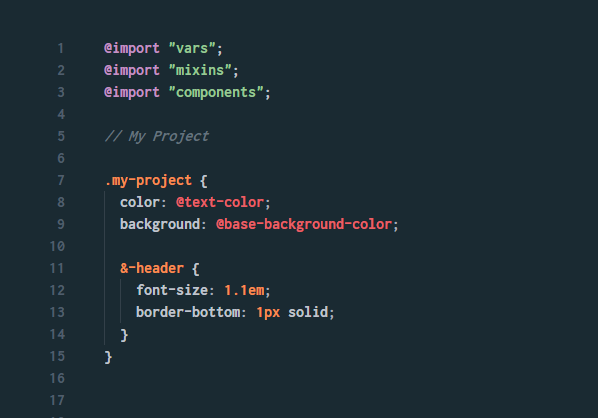 1 @import "vars";
2 @import "mixins";
3 @import "components";
4
5 // My Project
6
7 .my-project {
8 color: @text-color;
9 background: @base-background-color;
10
11 &-header {
12 font-size: 1.1em;
13 border-bottom: 1px solid;
14 }
15 }
16
17